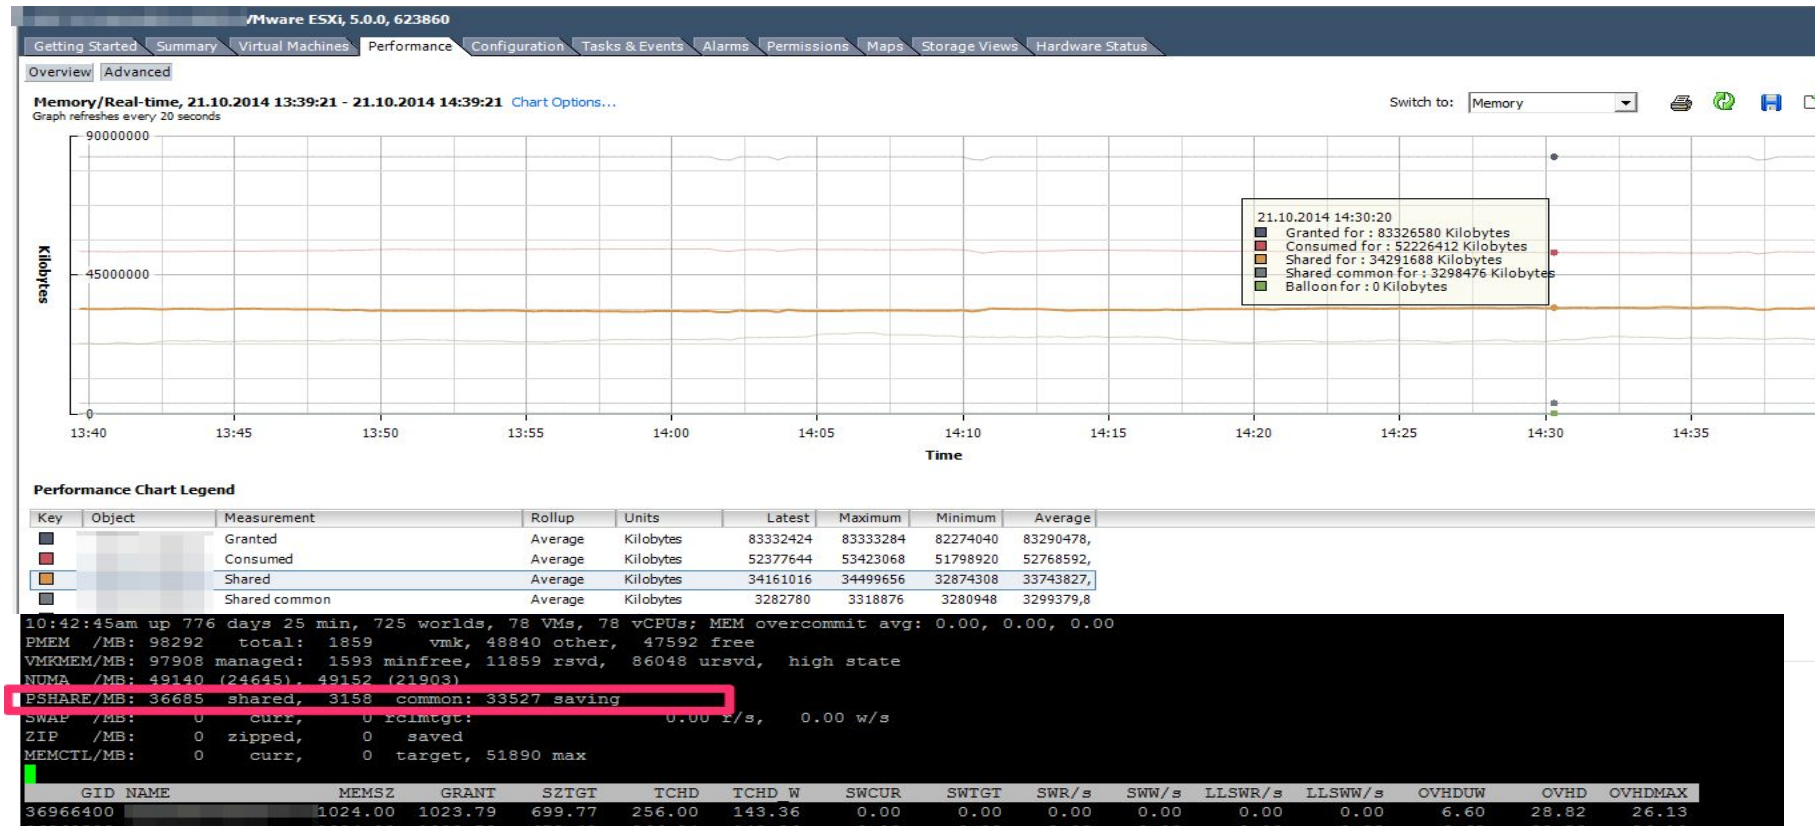 VMware ESXi, 5.0.0, 623860
Getting Started Summary Virtual Machines Performance Configuration Tasks & Events Alarms Permissions Maps Storage Views Hardware Status
Overview Advanced
Memory/Real-time, 21.10.2014 13:39:21 - 21.10.2014 14:39:21 Chart Options...
Switch to: Memory
Graph refreshes every 20 seconds
90000000
21.10.2014 14:30:20
Granted for : 83326580 Kilobytes
Consumed for : 52226412 Kilobytes
Shared for : 34291688 Kilobytes
Shared common for : 3298476 Kilobytes
Balloon for : 0 Kilobytes
Kilobytes
45000000
0
13:40 13:45 13:50 13:55 14:00 14:05 14:10 14:15 14:20 14:25 14:30 14:35
Time
Performance Chart Legend
Key Object Measurement Rollup Units Latest Maximum Minimum Average
Granted Average Kilobytes 83332424 83333284 82274040 83290478,
Consumed Average Kilobytes 52377644 53423068 51798920 52768592,
Shared Average Kilobytes 34161016 34499656 32874308 33743827,
Shared common Average Kilobytes 3282780 3318876 3280948 3299379,8
10:42:45am up 776 days 25 min, 725 worlds, 78 VMs, 78 vCPUs; MEM overcommit avg: 0.00, 0.00, 0.00
PMEM /MB: 98292 total: 1859 vmk, 48840 other, 47592 free
VMKMEM/MB: 97908 managed: 1593 minfree, 11859 rsvd, 86048 ursvd, high state
NUMA /MB: 49140 (24645), 49152 (21903)
PSHARE/MB: 36685 shared, 3158 common: 33527 saving
SWAP /MB: 0 curr, 0 rclmtgt: 0.00 r/s, 0.00 w/s
ZIP /MB: 0 zipped, 0 saved
MEMCTL/MB: 0 curr, 0 target, 51890 max
GID NAME MEMSZ GRANT SZTGT TCHD TCHD_W SWCUR SWTGT SWR/s SWW/s LLSWR/s LLSWW/s OVHDUW OVHD OVHDMAX
36966400 1024.00 1023.79 699.77 256.00 143.36 0.00 0.00 0.00 0.00 0.00 0.00 6.60 28.82 26.13